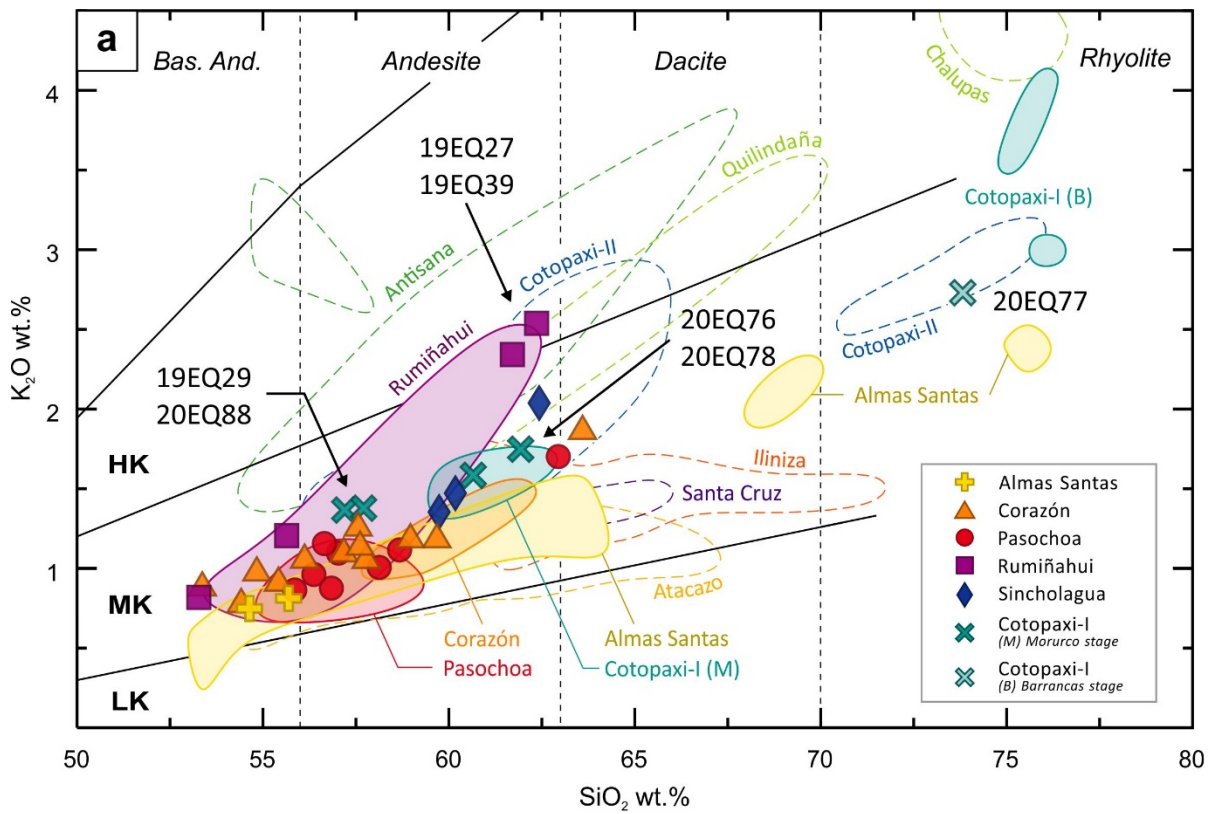 a
Bas. And.
Andesite
Dacite
Rhyolite
Chalupas
19EQ27
19EQ39
Quilindaña
Antisana
Cotopaxi-II
Cotopaxi-I (B)
Rumiñahui
20EQ76
20EQ78
20EQ77
Cotopaxi-II
19EQ29
20EQ88
Almas Santas
HK
Iliniza
Santa Cruz
MK
Atacazo
Corazón
Almas Santas
Pasochoa
Cotopaxi-I (M)
LK
Almas Santas
Corazón
Pasochoa
Rumiñahui
Sincholagua
Cotopaxi-I
(M) Morurco stage
Cotopaxi-I
(B) Barrancas stage
4
3
2
1
K₂O wt.%
50 55 60 65 70 75 80
SiO₂ wt.%